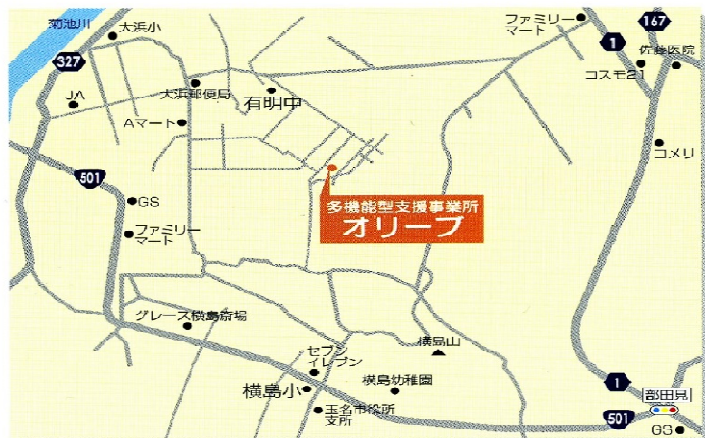 菊池川
大浜小
ファミリー
マート
167
1
佐藤医院
327
コスモ21
JA
大浜郵便局
有明中
Aマート
コメリ
501
GS
多機能型支援事業所
オリーブ
ファミリー
マート
グレース横島斎場
セブン
イレブン
横島山
横島小
横島幼稚園
1
部田見
玉名市役所
支所
501
GS